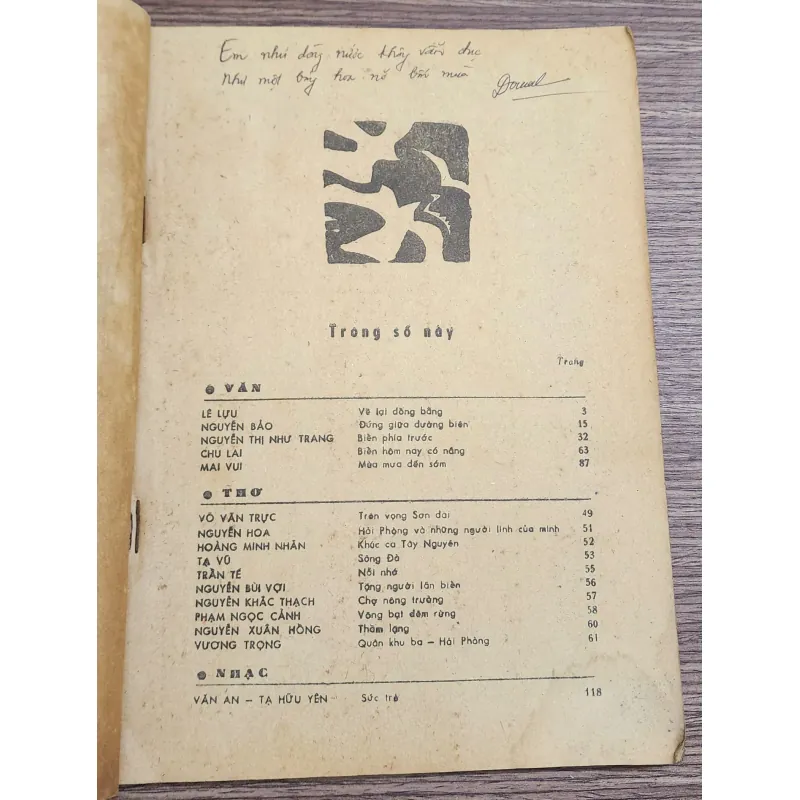 Em như dòng nước không vẩn đục
Như một bông hoa nở bốn mùa
Trong số này
Trang
VĂN
LÊ LỰU Về lại đồng bằng 3
NGUYỄN BẢO Đứng giữa đường biên 15
NGUYỄN THỊ NHƯ TRANG Biển phía trước 32
CHU LAI Biển hôm nay có nắng 63
MAI VUI Mùa mưa đến sớm 87
THƠ
VÕ VĂN TRỰC Trên vọng Sơn đài 49
NGUYỄN HOA Hải Phòng và những người lính của mình 51
HOÀNG MINH NHÂN Khúc ca Tây Nguyên 52
TẠ VŨ Sông Đà 53
TRẦN TẾ Nỗi nhớ 55
NGUYỄN BÙI VỢI Tặng người lấn biển 56
NGUYỄN KHẮC THẠCH Chợ nông trường 57
PHẠM NGỌC CẢNH Võng bạt đêm rừng 58
NGUYỄN XUÂN HỒNG Thầm lặng 60
VƯƠNG TRỌNG Quân khu ba — Hải Phòng 61
NHẠC
VĂN AN — TẠ HỮU YÊN Sức trẻ 118